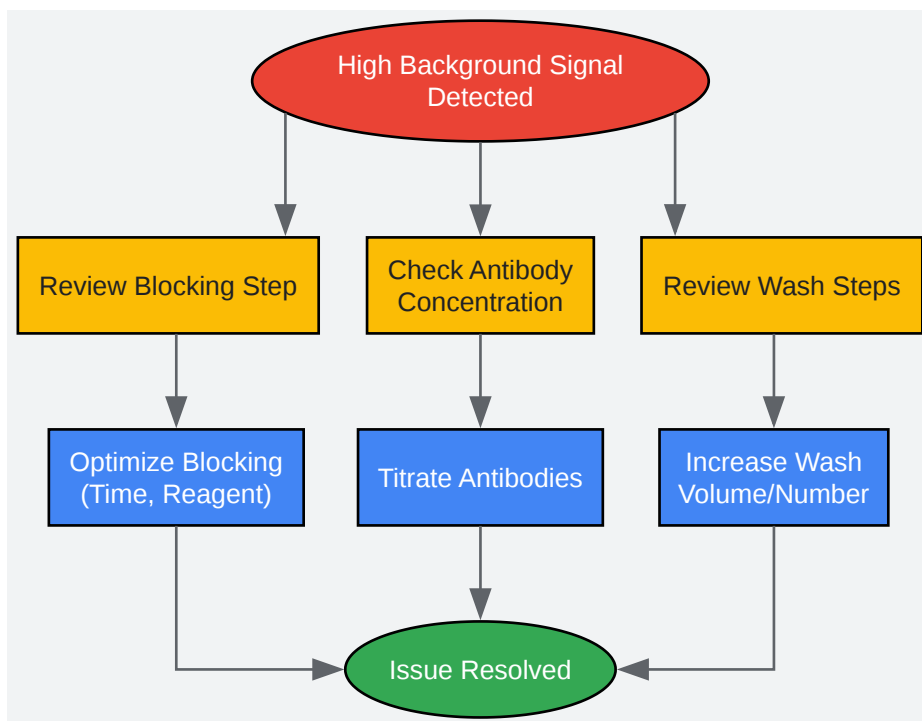 High Background Signal
Detected
Review Blocking Step
Check Antibody
Concentration
Review Wash Steps
Optimize Blocking
(Time, Reagent)
Titrate Antibodies
Increase Wash
Volume/Number
Issue Resolved